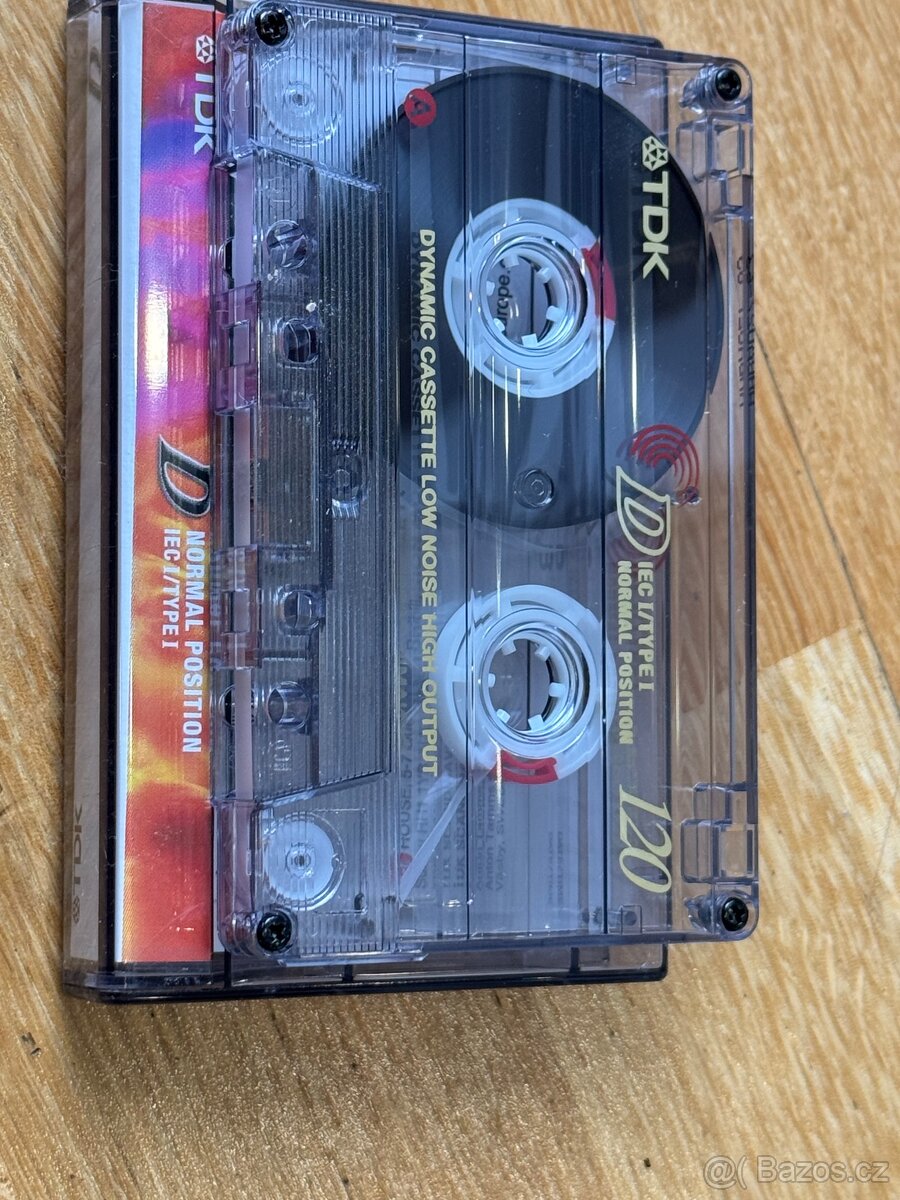 TDK
D
NORMAL POSITION
IEC I/TYPE I
TDK
TDK
D
IEC I/TYPE I
NORMAL POSITION
120
DYNAMIC CASSETTE LOW NOISE HIGH OUTPUT
@( Bazos.cz